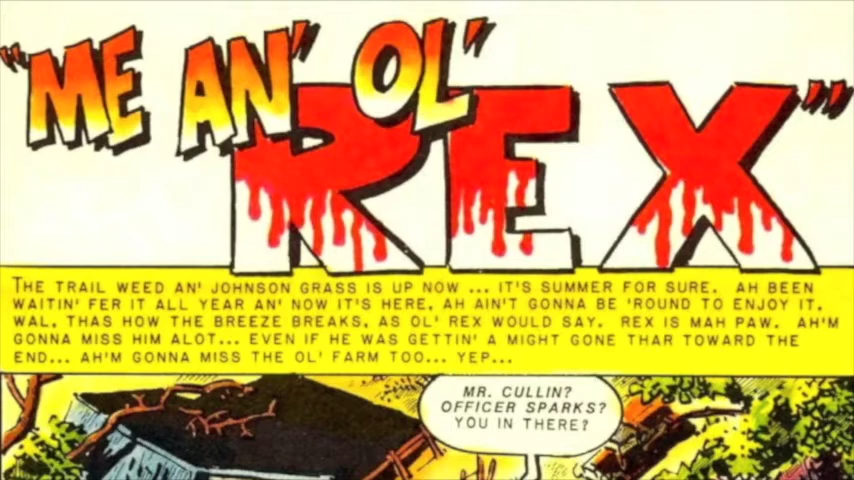 "ME AN' OL'
REX"
THE TRAIL WEED AN' JOHNSON GRASS IS UP NOW ... IT'S SUMMER FOR SURE. AH BEEN
WAITIN' FER IT ALL YEAR AN' NOW IT'S HERE, AH AIN'T GONNA BE 'ROUND TO ENJOY IT.
WAL, THAS HOW THE BREEZE BREAKS, AS OL' REX WOULD SAY. REX IS MAH PAW. AH'M
GONNA MISS HIM ALOT... EVEN IF HE WAS GETTIN' A MIGHT GONE THAR TOWARD THE
END... AH'M GONNA MISS THE OL' FARM TOO... YEP...
MR. CULLIN?
OFFICER SPARKS?
YOU IN THERE?